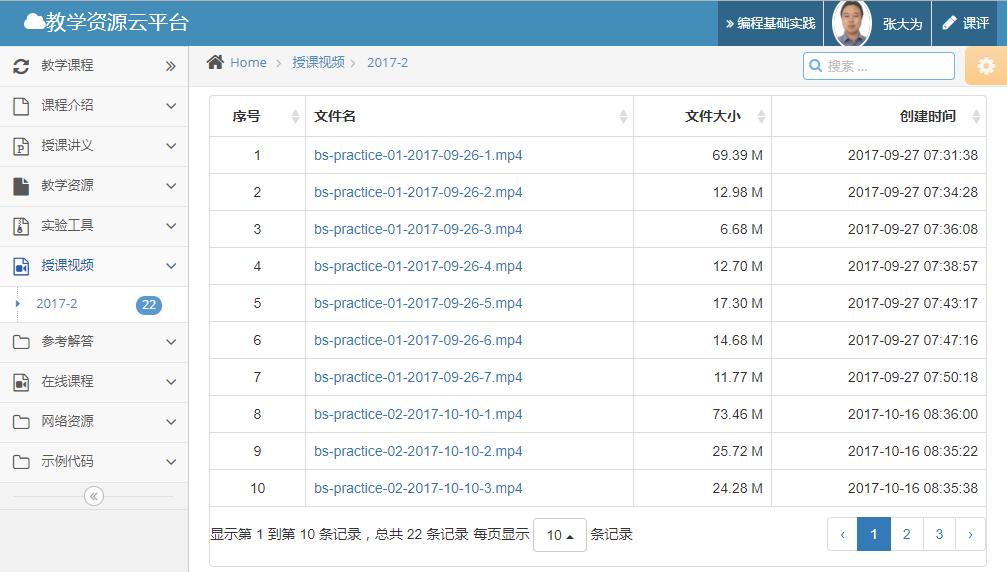 教学资源云平台
编程基础实践
张大为
课评
教学课程
课程介绍
授课讲义
教学资源
实验工具
授课视频
2017-2
22
参考解答
在线课程
网络资源
示例代码
Home
授课视频
2017-2
搜索 ...
序号 文件名 文件大小 创建时间
1 bs-practice-01-2017-09-26-1.mp4 69.39 M 2017-09-27 07:31:38
2 bs-practice-01-2017-09-26-2.mp4 12.98 M 2017-09-27 07:34:28
3 bs-practice-01-2017-09-26-3.mp4 6.68 M 2017-09-27 07:36:08
4 bs-practice-01-2017-09-26-4.mp4 12.70 M 2017-09-27 07:38:57
5 bs-practice-01-2017-09-26-5.mp4 17.30 M 2017-09-27 07:43:17
6 bs-practice-01-2017-09-26-6.mp4 14.68 M 2017-09-27 07:47:16
7 bs-practice-01-2017-09-26-7.mp4 11.77 M 2017-09-27 07:50:18
8 bs-practice-02-2017-10-10-1.mp4 73.46 M 2017-10-16 08:36:00
9 bs-practice-02-2017-10-10-2.mp4 25.72 M 2017-10-16 08:35:22
10 bs-practice-02-2017-10-10-3.mp4 24.28 M 2017-10-16 08:35:38
显示第 1 到第 10 条记录，总共 22 条记录 每页显示 10 条记录
‹ 1 2 3 ›